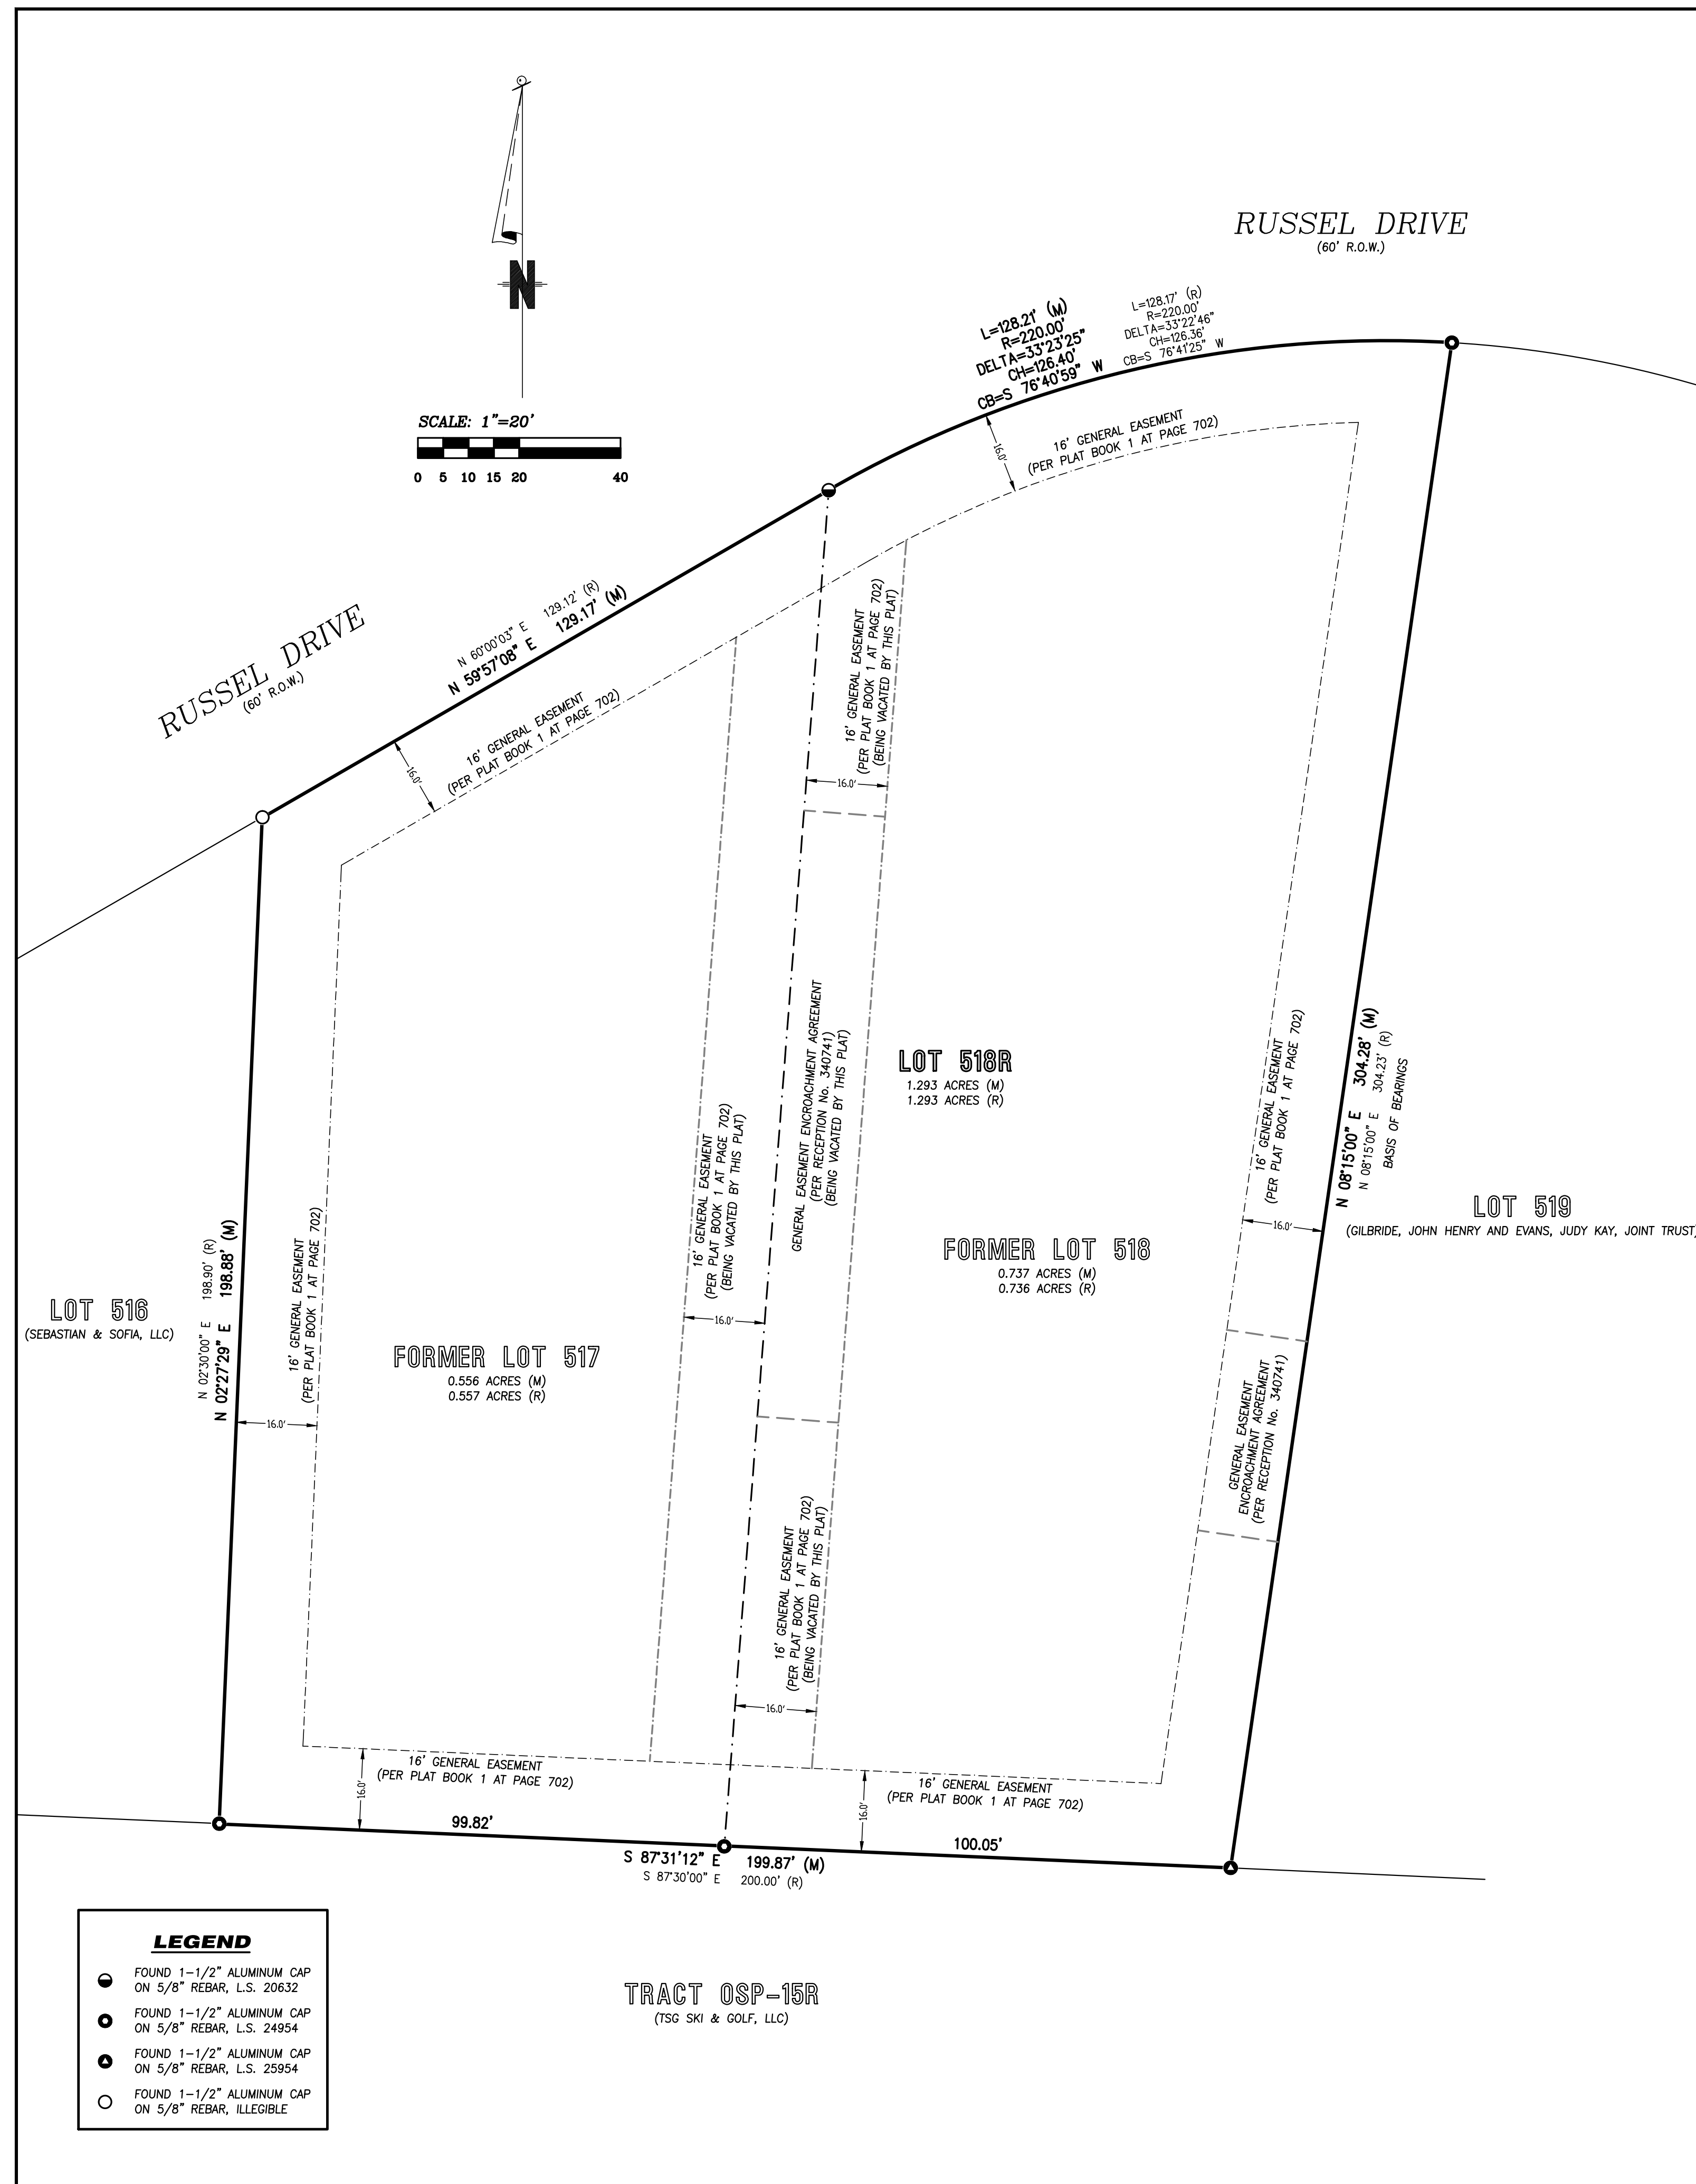 N
SCALE: 1"=20'
0 5 10 15 20 40
RUSSEL DRIVE
(60' R.O.W.)
L=128.21' (M)
R=220.00'
DELTA=33°23'25"
CH=126.40'
CB=S 76°40'59" W
L=128.17' (R)
R=220.00'
DELTA=33°22'46"
CH=126.36'
CB=S 76°41'25" W
16.0'
16' GENERAL EASEMENT
(PER PLAT BOOK 1 AT PAGE 702)
RUSSEL DRIVE
(60' R.O.W.)
N 60°00'03" E 129.12' (R)
N 59°57'08" E 129.17' (M)
16.0'
16' GENERAL EASEMENT
(PER PLAT BOOK 1 AT PAGE 702)
16' GENERAL EASEMENT
(PER PLAT BOOK 1 AT PAGE 702)
(BEING VACATED BY THIS PLAT)
16.0'
GENERAL EASEMENT ENCROACHMENT AGREEMENT
(PER RECEPTION No. 340741)
(BEING VACATED BY THIS PLAT)
LOT 518R
1.293 ACRES (M)
1.293 ACRES (R)
16' GENERAL EASEMENT
(PER PLAT BOOK 1 AT PAGE 702)
(BEING VACATED BY THIS PLAT)
16.0'
FORMER LOT 518
0.737 ACRES (M)
0.736 ACRES (R)
16' GENERAL EASEMENT
(PER PLAT BOOK 1 AT PAGE 702)
16.0'
N 08°15'00" E 304.28' (M)
N 08°15'00" E 304.23' (R)
BASIS OF BEARINGS
LOT 519
(GILBRIDE, JOHN HENRY AND EVANS, JUDY KAY, JOINT TRUST)
LOT 516
(SEBASTIAN & SOFIA, LLC)
N 02°30'00" E 198.90' (R)
N 02°27'29" E 198.88' (M)
16' GENERAL EASEMENT
(PER PLAT BOOK 1 AT PAGE 702)
16.0'
FORMER LOT 517
0.556 ACRES (M)
0.557 ACRES (R)
GENERAL EASEMENT
ENCROACHMENT AGREEMENT
(PER RECEPTION No. 340741)
16' GENERAL EASEMENT
(PER PLAT BOOK 1 AT PAGE 702)
(BEING VACATED BY THIS PLAT)
16.0'
16.0'
16' GENERAL EASEMENT
(PER PLAT BOOK 1 AT PAGE 702)
16.0'
16' GENERAL EASEMENT
(PER PLAT BOOK 1 AT PAGE 702)
99.82'
100.05'
S 87°31'12" E 199.87' (M)
S 87°30'00" E 200.00' (R)
LEGEND
FOUND 1-1/2" ALUMINUM CAP
ON 5/8" REBAR, L.S. 20632
FOUND 1-1/2" ALUMINUM CAP
ON 5/8" REBAR, L.S. 24954
FOUND 1-1/2" ALUMINUM CAP
ON 5/8" REBAR, L.S. 25954
FOUND 1-1/2" ALUMINUM CAP
ON 5/8" REBAR, ILLEGIBLE
TRACT OSP-15R
(TSG SKI & GOLF, LLC)